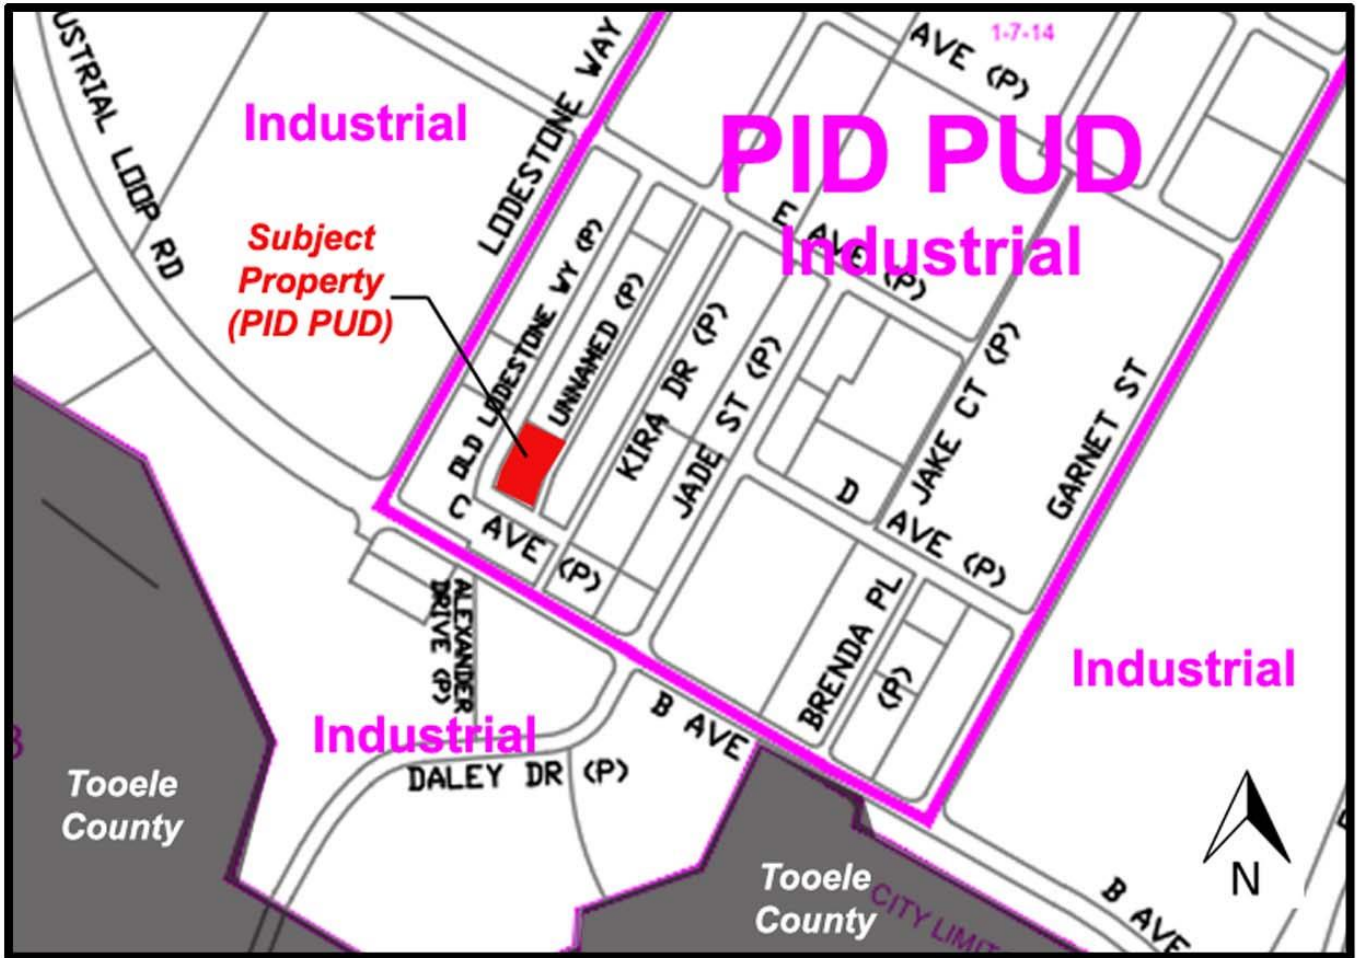 USTRIAL LOOP RD
Industrial
LODESTONE WAY
AVE (P)
1-7-14
PID PUD
Industrial
E AVE (P)
Subject
Property
(PID PUD)
OLD LODESTONE WY (P)
UNNAMED (P)
KIRA DR (P)
JADE ST (P)
JAKE CT (P)
GARNET ST
C AVE (P)
D AVE (P)
ALEXANDER
DRIVE (P)
BRENDA PL
(P)
Industrial
Industrial
B AVE
DALEY DR (P)
Tooele
County
Tooele
County
CITY LIMIT
B AVE
N